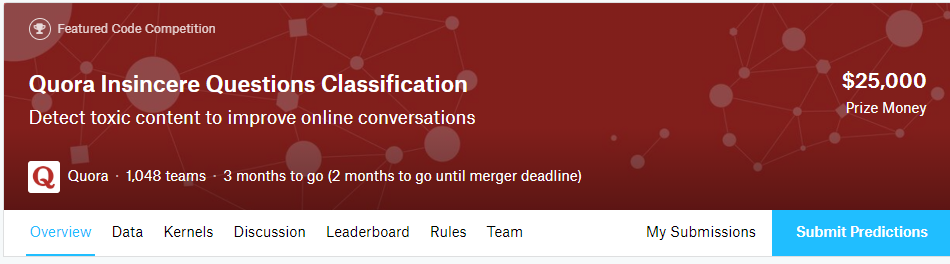 Featured Code Competition
Quora Insincere Questions Classification
$25,000
Detect toxic content to improve online conversations
Prize Money
Q
Quora · 1,048 teams · 3 months to go (2 months to go until merger deadline)
Overview Data Kernels Discussion Leaderboard Rules Team My Submissions Submit Predictions